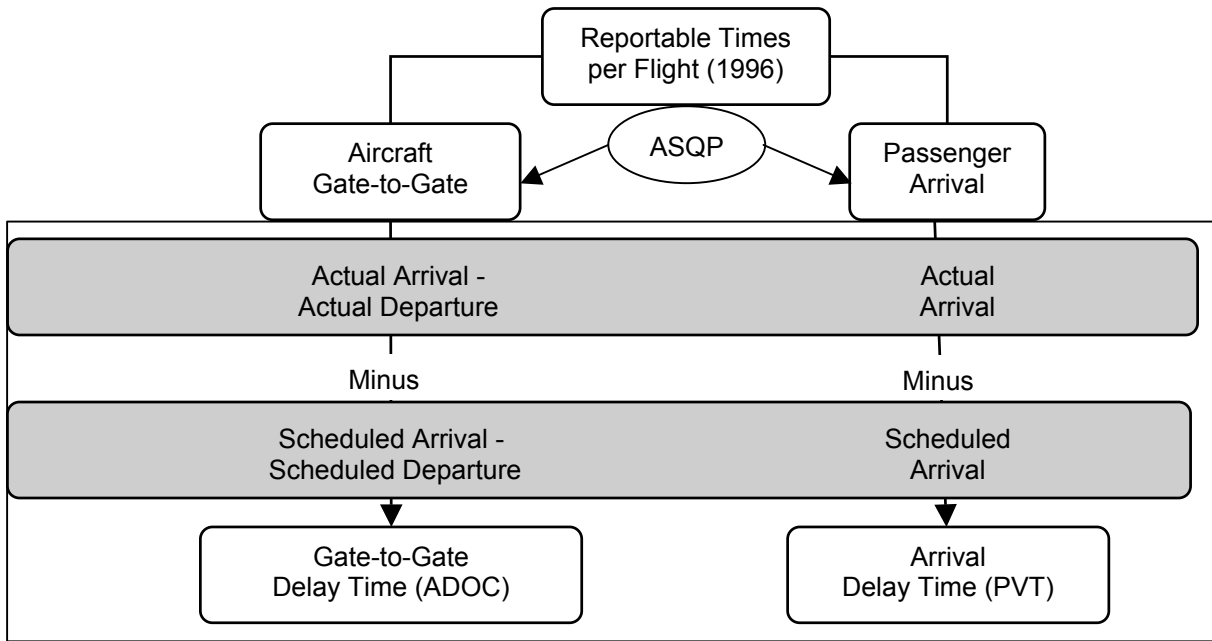 Reportable Times
per Flight (1996)
ASQP
Aircraft
Gate-to-Gate
Passenger
Arrival
Actual Arrival -
Actual Departure
Actual
Arrival
Minus
Minus
Scheduled Arrival -
Scheduled Departure
Scheduled
Arrival
Gate-to-Gate
Delay Time (ADOC)
Arrival
Delay Time (PVT)